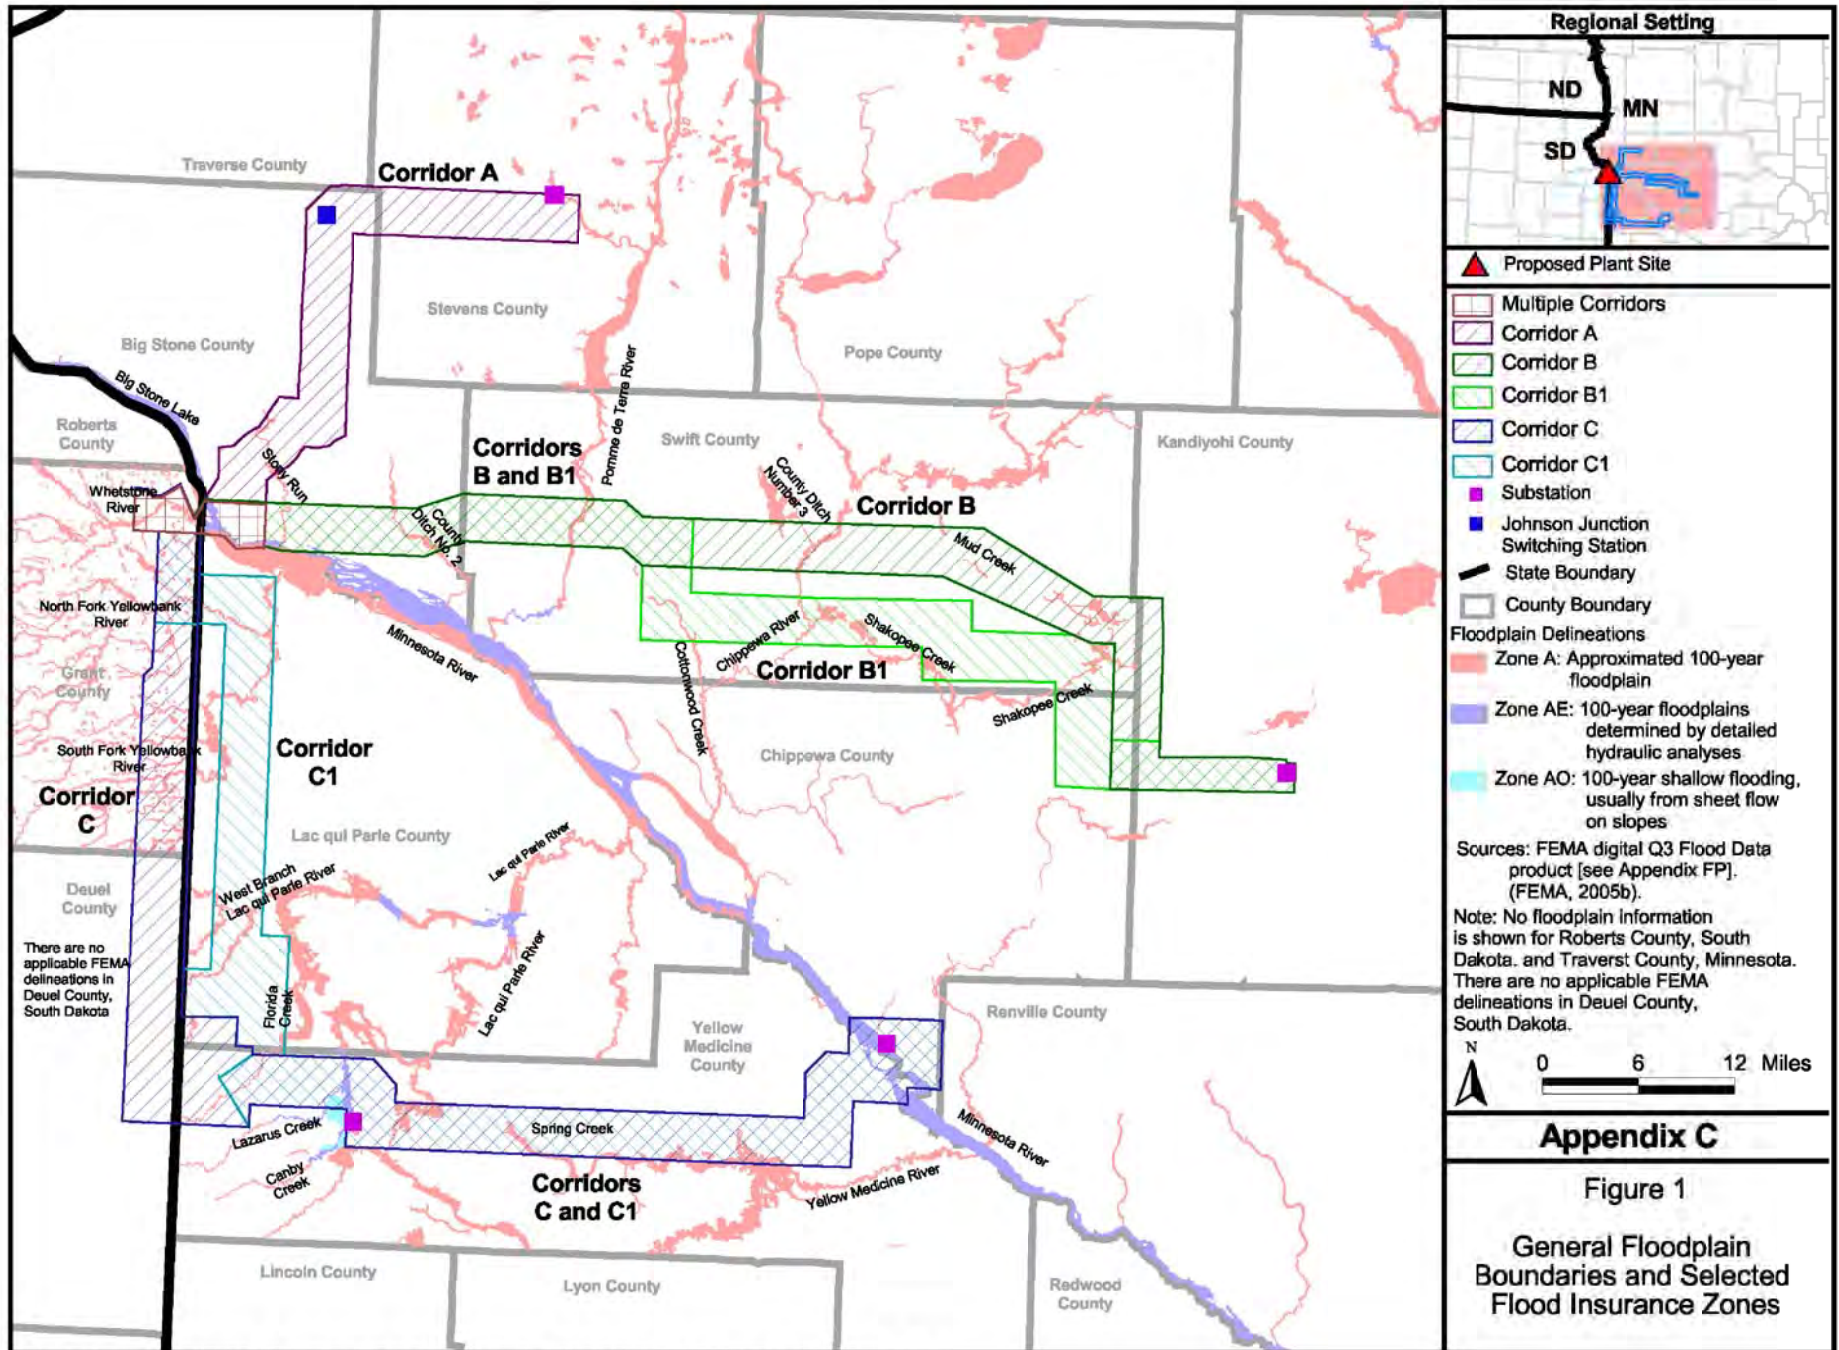 Traverse County
Corridor A
Stevens County
Big Stone County
Pope County
Big Stone Lake
Pomme de Terre River
Roberts
County
Stony Run
Corridors
B and B1
Swift County
Kandiyohi County
Whetstone
River
County
Ditch No. 2
County Ditch
Number 3
Corridor B
Mud Creek
North Fork Yellowbank
River
Minnesota River
Chippewa River
Shakopee Creek
Corridor B1
Cottonwood Creek
Shakopee Creek
Grant
County
South Fork Yellowbank
River
Corridor
C1
Chippewa County
Corridor
C
Lac qui Parle County
Lac qui Parle River
West Branch
Lac qui Parle River
Deuel
County
Lac qui Parle River
There are no
applicable FEMA
delineations in
Deuel County,
South Dakota
Florida
Creek
Yellow
Medicine
County
Renville County
Lazarus Creek
Spring Creek
Minnesota River
Canby
Creek
Corridors
C and C1
Yellow Medicine River
Lincoln County
Lyon County
Redwood
County
Regional Setting
ND
MN
SD
Proposed Plant Site
Multiple Corridors
Corridor A
Corridor B
Corridor B1
Corridor C
Corridor C1
Substation
Johnson Junction
Switching Station
State Boundary
County Boundary
Floodplain Delineations
Zone A: Approximated 100-year
floodplain
Zone AE: 100-year floodplains
determined by detailed
hydraulic analyses
Zone AO: 100-year shallow flooding,
usually from sheet flow
on slopes
Sources: FEMA digital Q3 Flood Data
product [see Appendix FP].
(FEMA, 2005b).
Note: No floodplain information
is shown for Roberts County, South
Dakota. and Traverst County, Minnesota.
There are no applicable FEMA
delineations in Deuel County,
South Dakota.
N
0 6 12 Miles
Appendix C
Figure 1
General Floodplain
Boundaries and Selected
Flood Insurance Zones